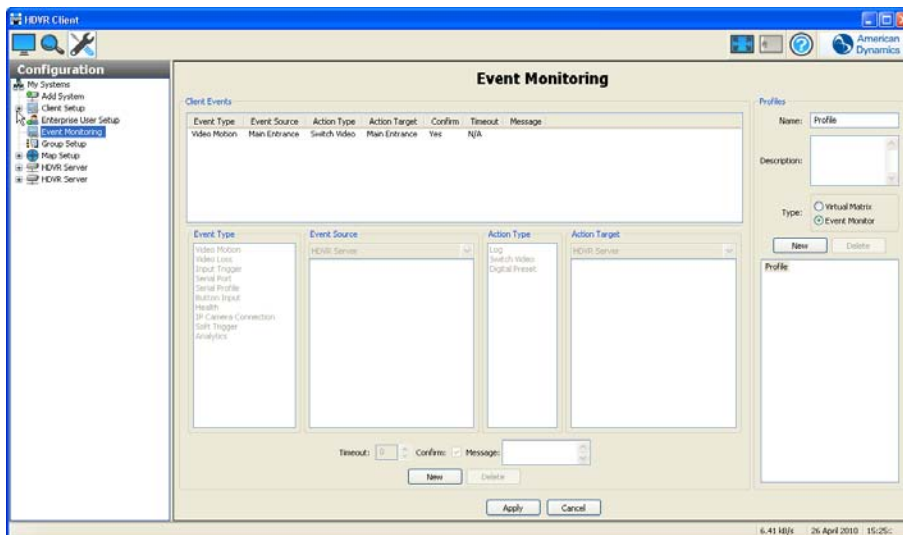 HDVR Client
American
Dynamics
Configuration
My Systems
Add System
Client Setup
Enterprise User Setup
Event Monitoring
Group Setup
Map Setup
HDVR Server
HDVR Server
Event Monitoring
Client Events
Event Type Event Source Action Type Action Target Confirm Timeout Message
Video Motion Main Entrance Switch Video Main Entrance Yes N/A
Event Type
Video Motion
Video Loss
Input Trigger
Serial Port
Serial Profile
Button Input
Health
IP Camera Connection
Soft Trigger
Analytics
Event Source
HDVR Server
Action Type
Log
Switch Video
Digital Preset
Action Target
HDVR Server
Timeout: 0 Confirm: Message:
New Delete
Apply Cancel
Profiles
Name: Profile
Description:
Type: Virtual Matrix
Event Monitor
New Delete
Profile
6.41 kB/s 26 April 2010 15:25: